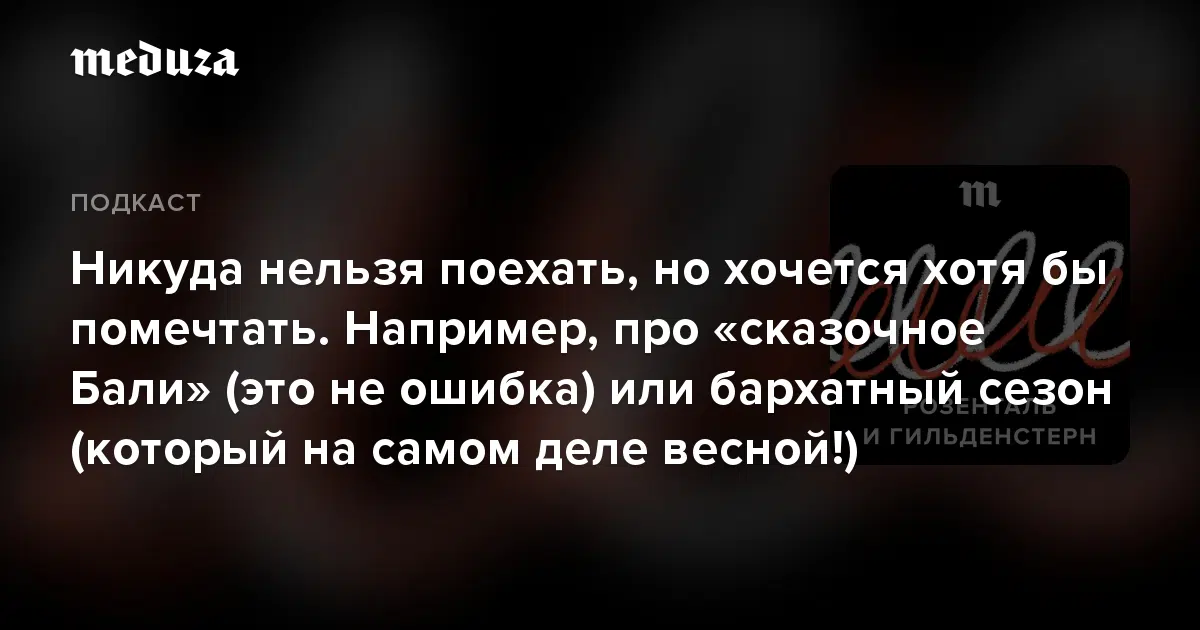 meduza
ПОДКАСТ
m
Никуда нельзя поехать, но хочется хотя бы
помечтать. Например, про «сказочное
Бали» (это не ошибка) или бархатный сезон
(который на самом деле весной!)
РОЗЕНТАЛЬ
И ГИЛЬДЕНСТЕРН